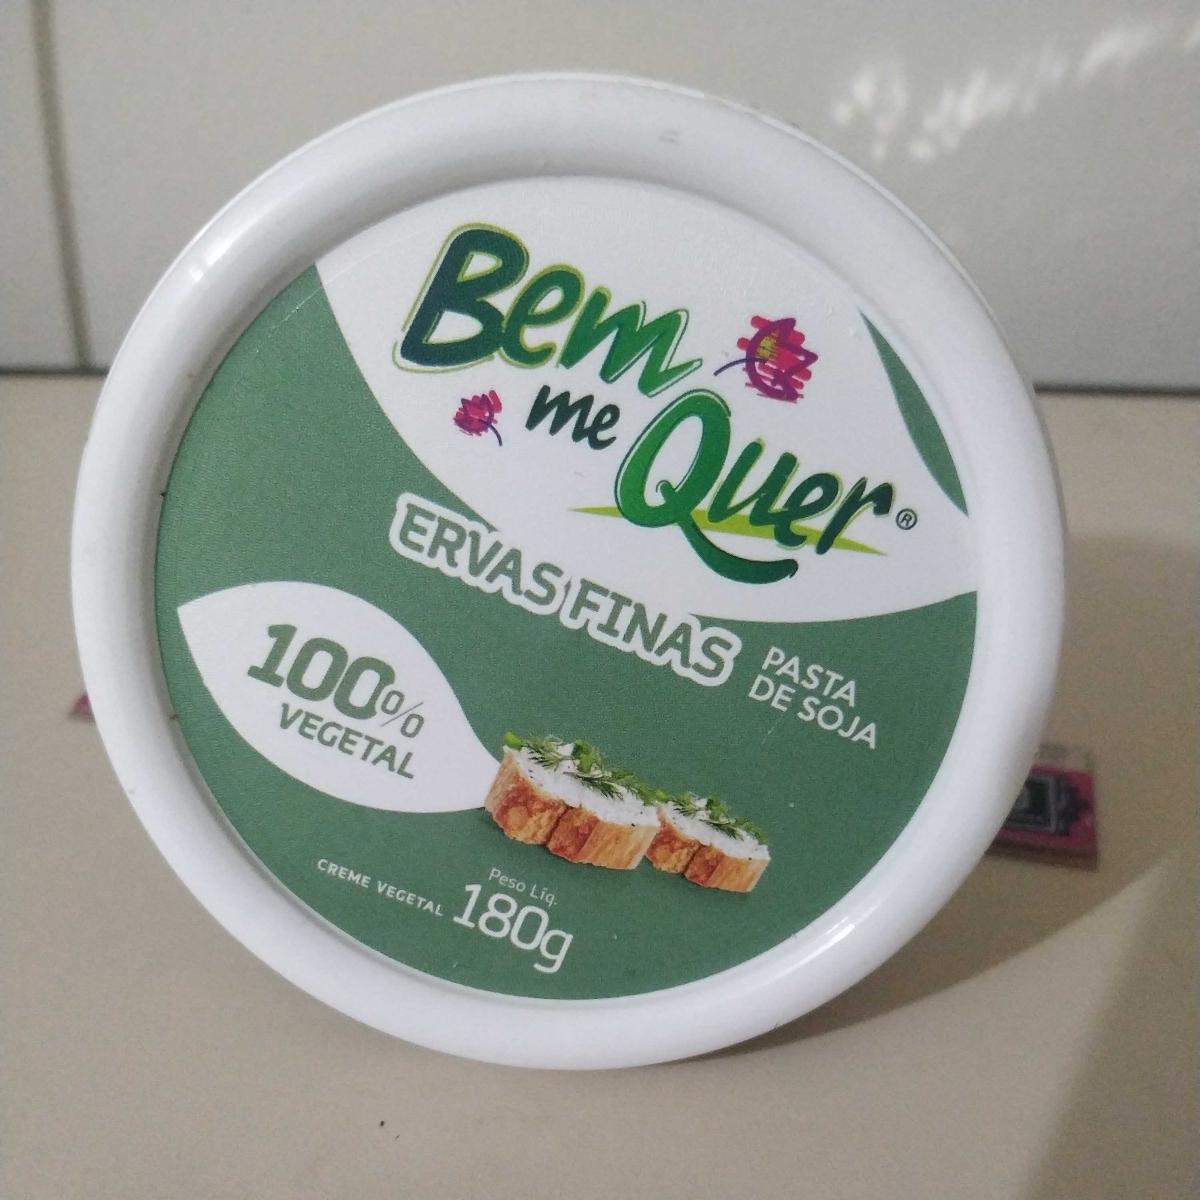 Bem
me
Quer®
ERVAS FINAS
PASTA
DE SOJA
100%
VEGETAL
CREME VEGETAL
Peso Líq.
180g